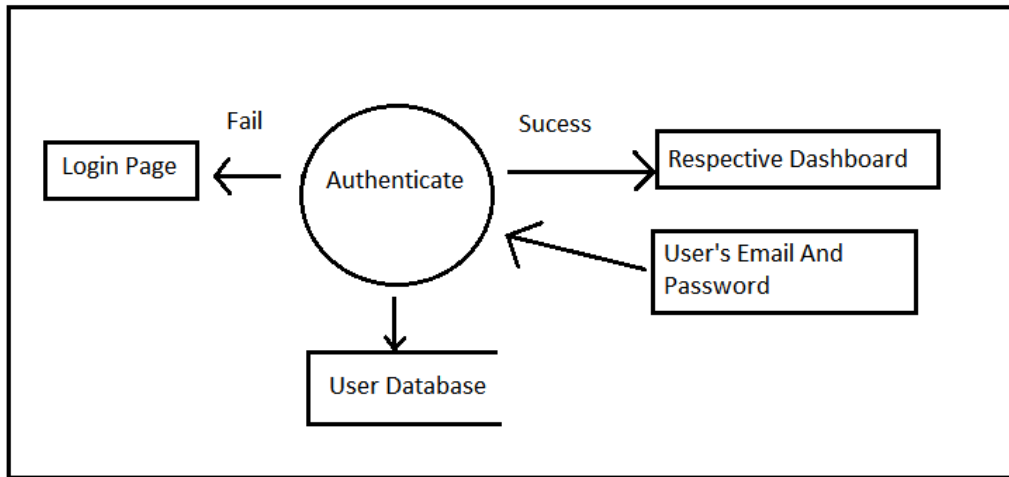 Fail
Sucess
Login Page
Authenticate
Respective Dashboard
User's Email And
Password
User Database